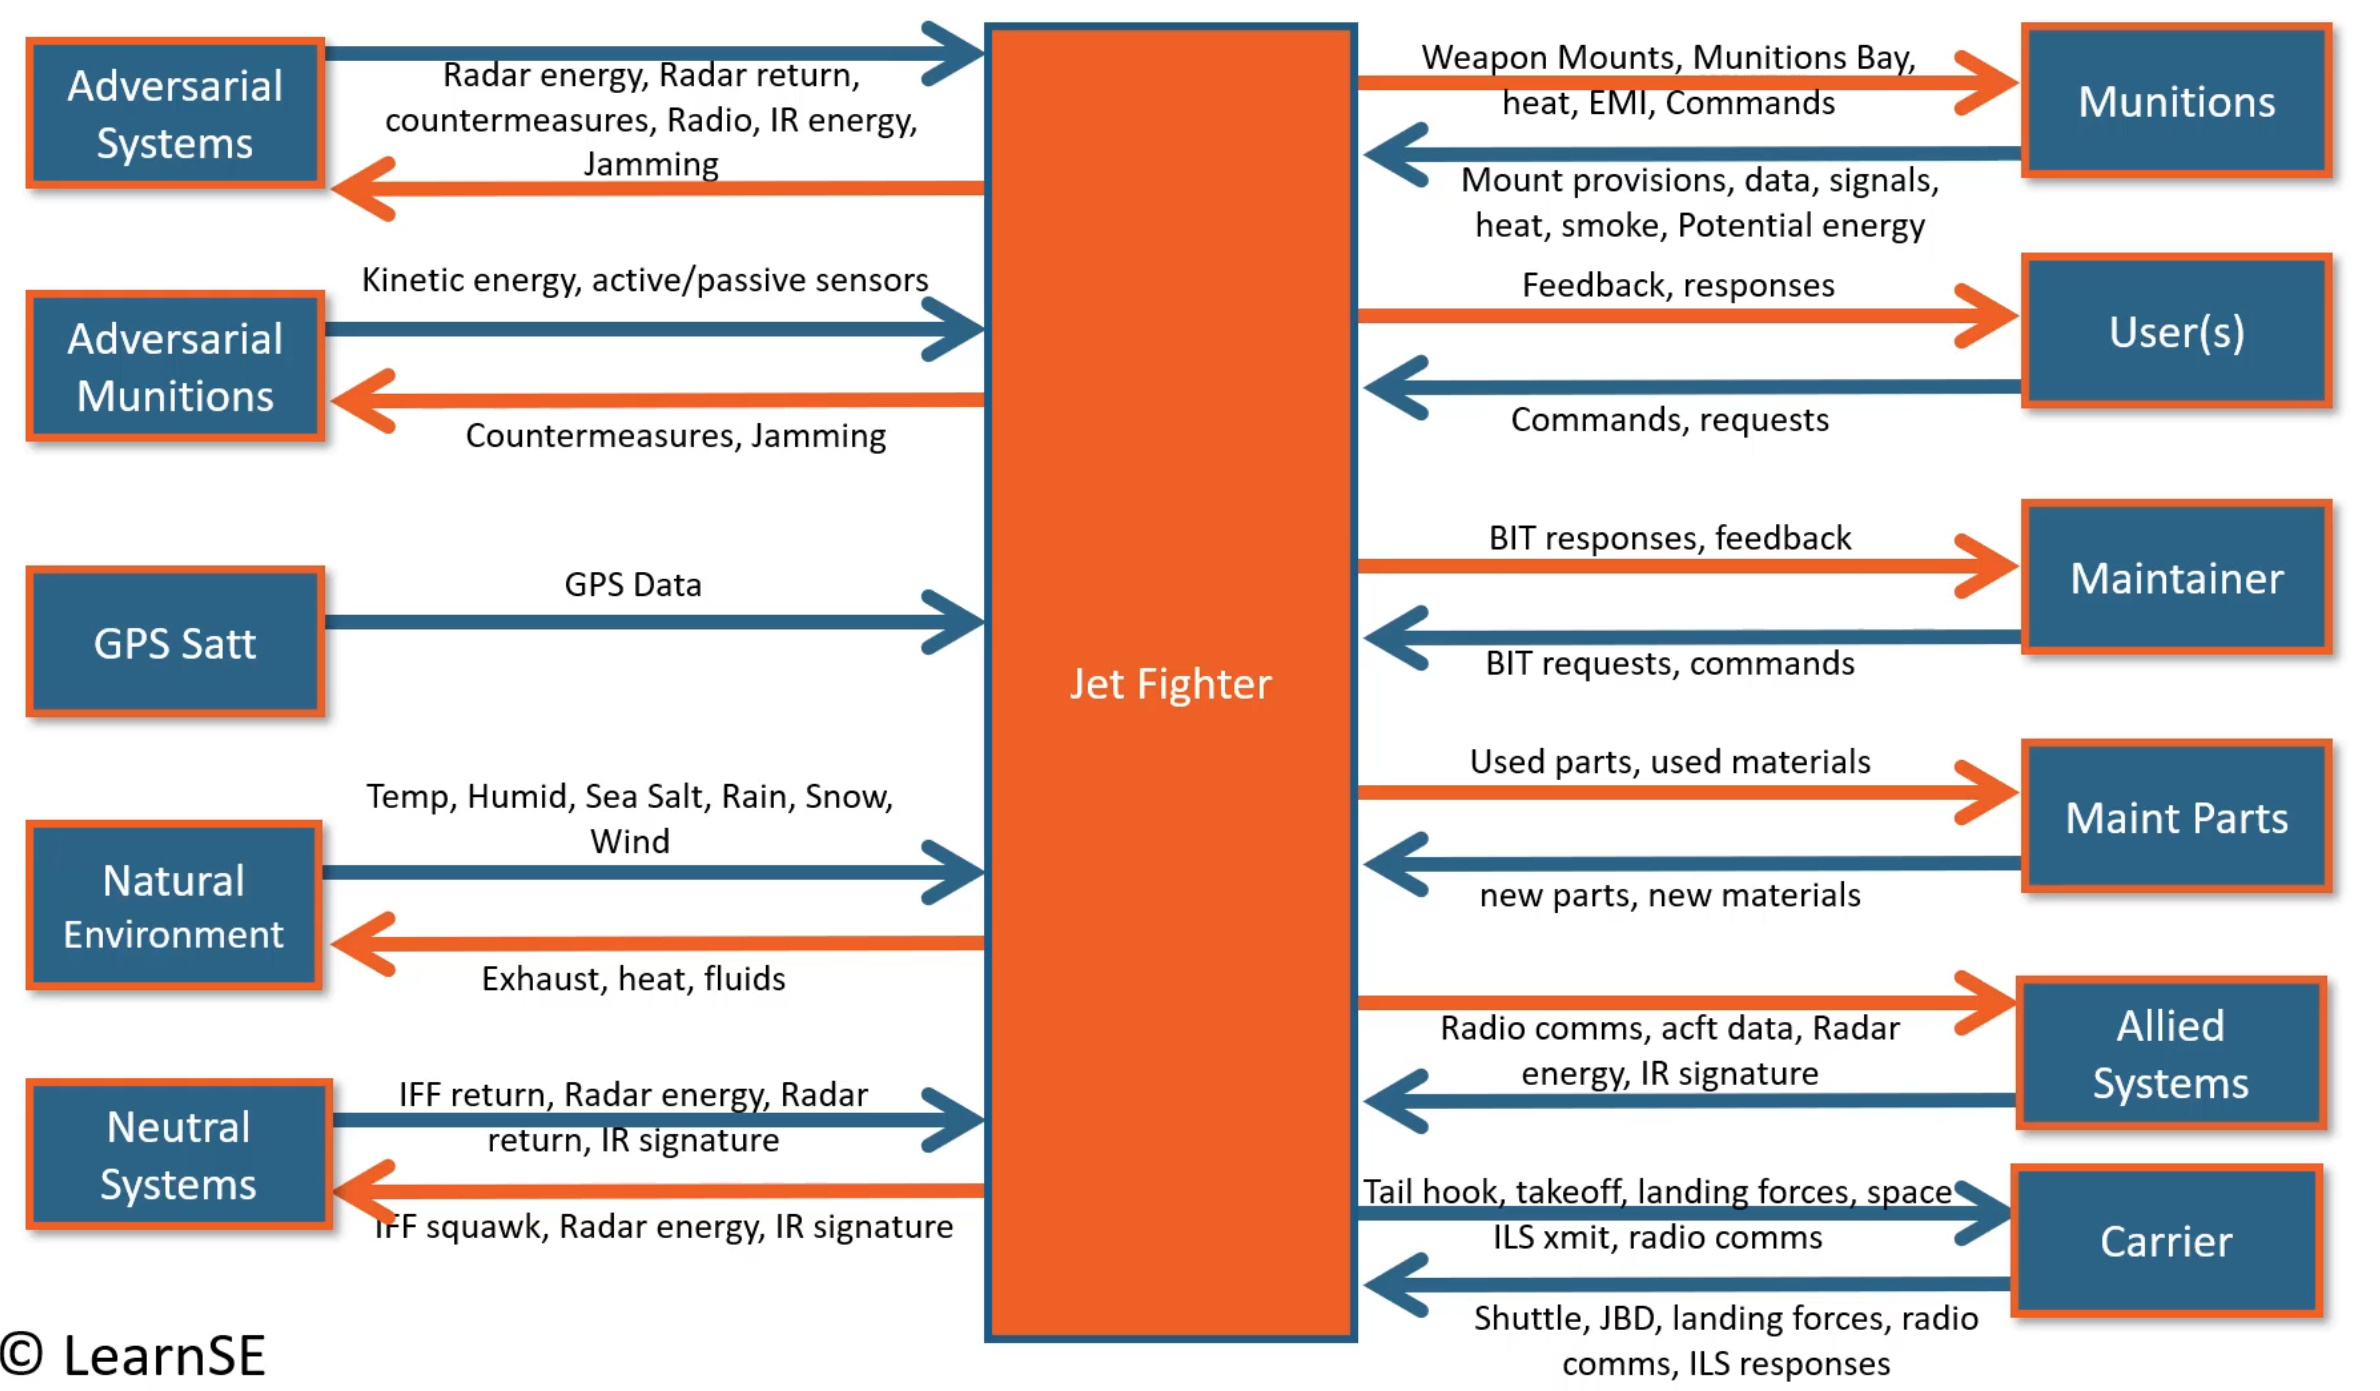 Adversarial
Systems
Radar energy, Radar return,
countermeasures, Radio, IR energy,
Jamming
Adversarial
Munitions
Kinetic energy, active/passive sensors
Countermeasures, Jamming
GPS Satt
GPS Data
Natural
Environment
Temp, Humid, Sea Salt, Rain, Snow,
Wind
Exhaust, heat, fluids
Neutral
Systems
IFF return, Radar energy, Radar
return, IR signature
IFF squawk, Radar energy, IR signature
Jet Fighter
Weapon Mounts, Munitions Bay,
heat, EMI, Commands
Mount provisions, data, signals,
heat, smoke, Potential energy
Munitions
Feedback, responses
Commands, requests
User(s)
BIT responses, feedback
BIT requests, commands
Maintainer
Used parts, used materials
new parts, new materials
Maint Parts
Radio comms, acft data, Radar
energy, IR signature
Allied
Systems
Tail hook, takeoff, landing forces, space
ILS xmit, radio comms
Shuttle, JBD, landing forces, radio
comms, ILS responses
Carrier
© LearnSE